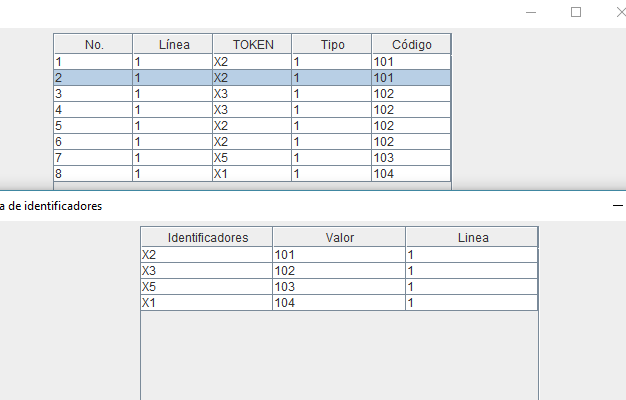 No. Línea TOKEN Tipo Código
1 1 X2 1 101
2 1 X2 1 101
3 1 X3 1 102
4 1 X3 1 102
5 1 X2 1 102
6 1 X2 1 102
7 1 X5 1 103
8 1 X1 1 104
a de identificadores
Identificadores Valor Linea
X2 101 1
X3 102 1
X5 103 1
X1 104 1